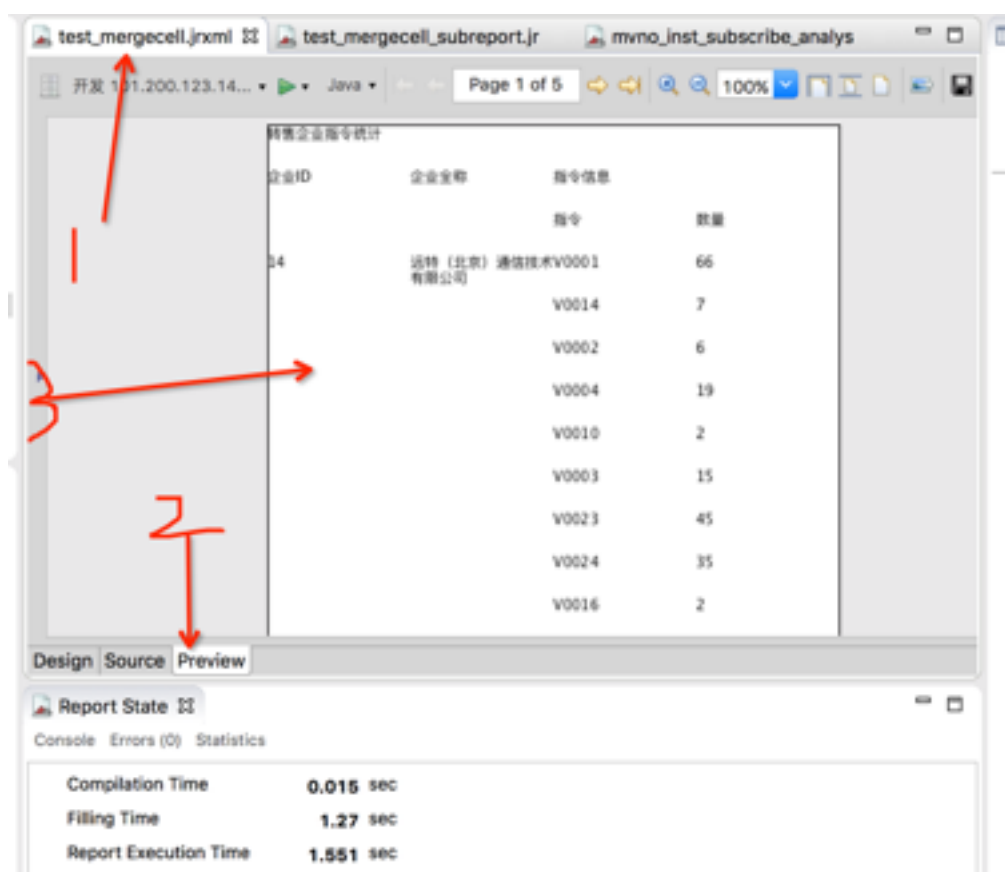 test_mergecell.jrxml test_mergecell_subreport.jr mvno_inst_subscribe_analys
开发 101.200.123.14... Java Page 1 of 5 100%
转售企业指令统计
企业ID 企业全称 指令信息
指令 数量
1
14 远特（北京）通信技术有限公司 V0001 66
V0014 7
V0002 6
3
V0004 19
V0010 2
V0003 15
2
V0023 45
V0024 35
V0016 2
Design Source Preview
Report State
Console Errors (0) Statistics
Compilation Time 0.015 sec
Filling Time 1.27 sec
Report Execution Time 1.551 sec